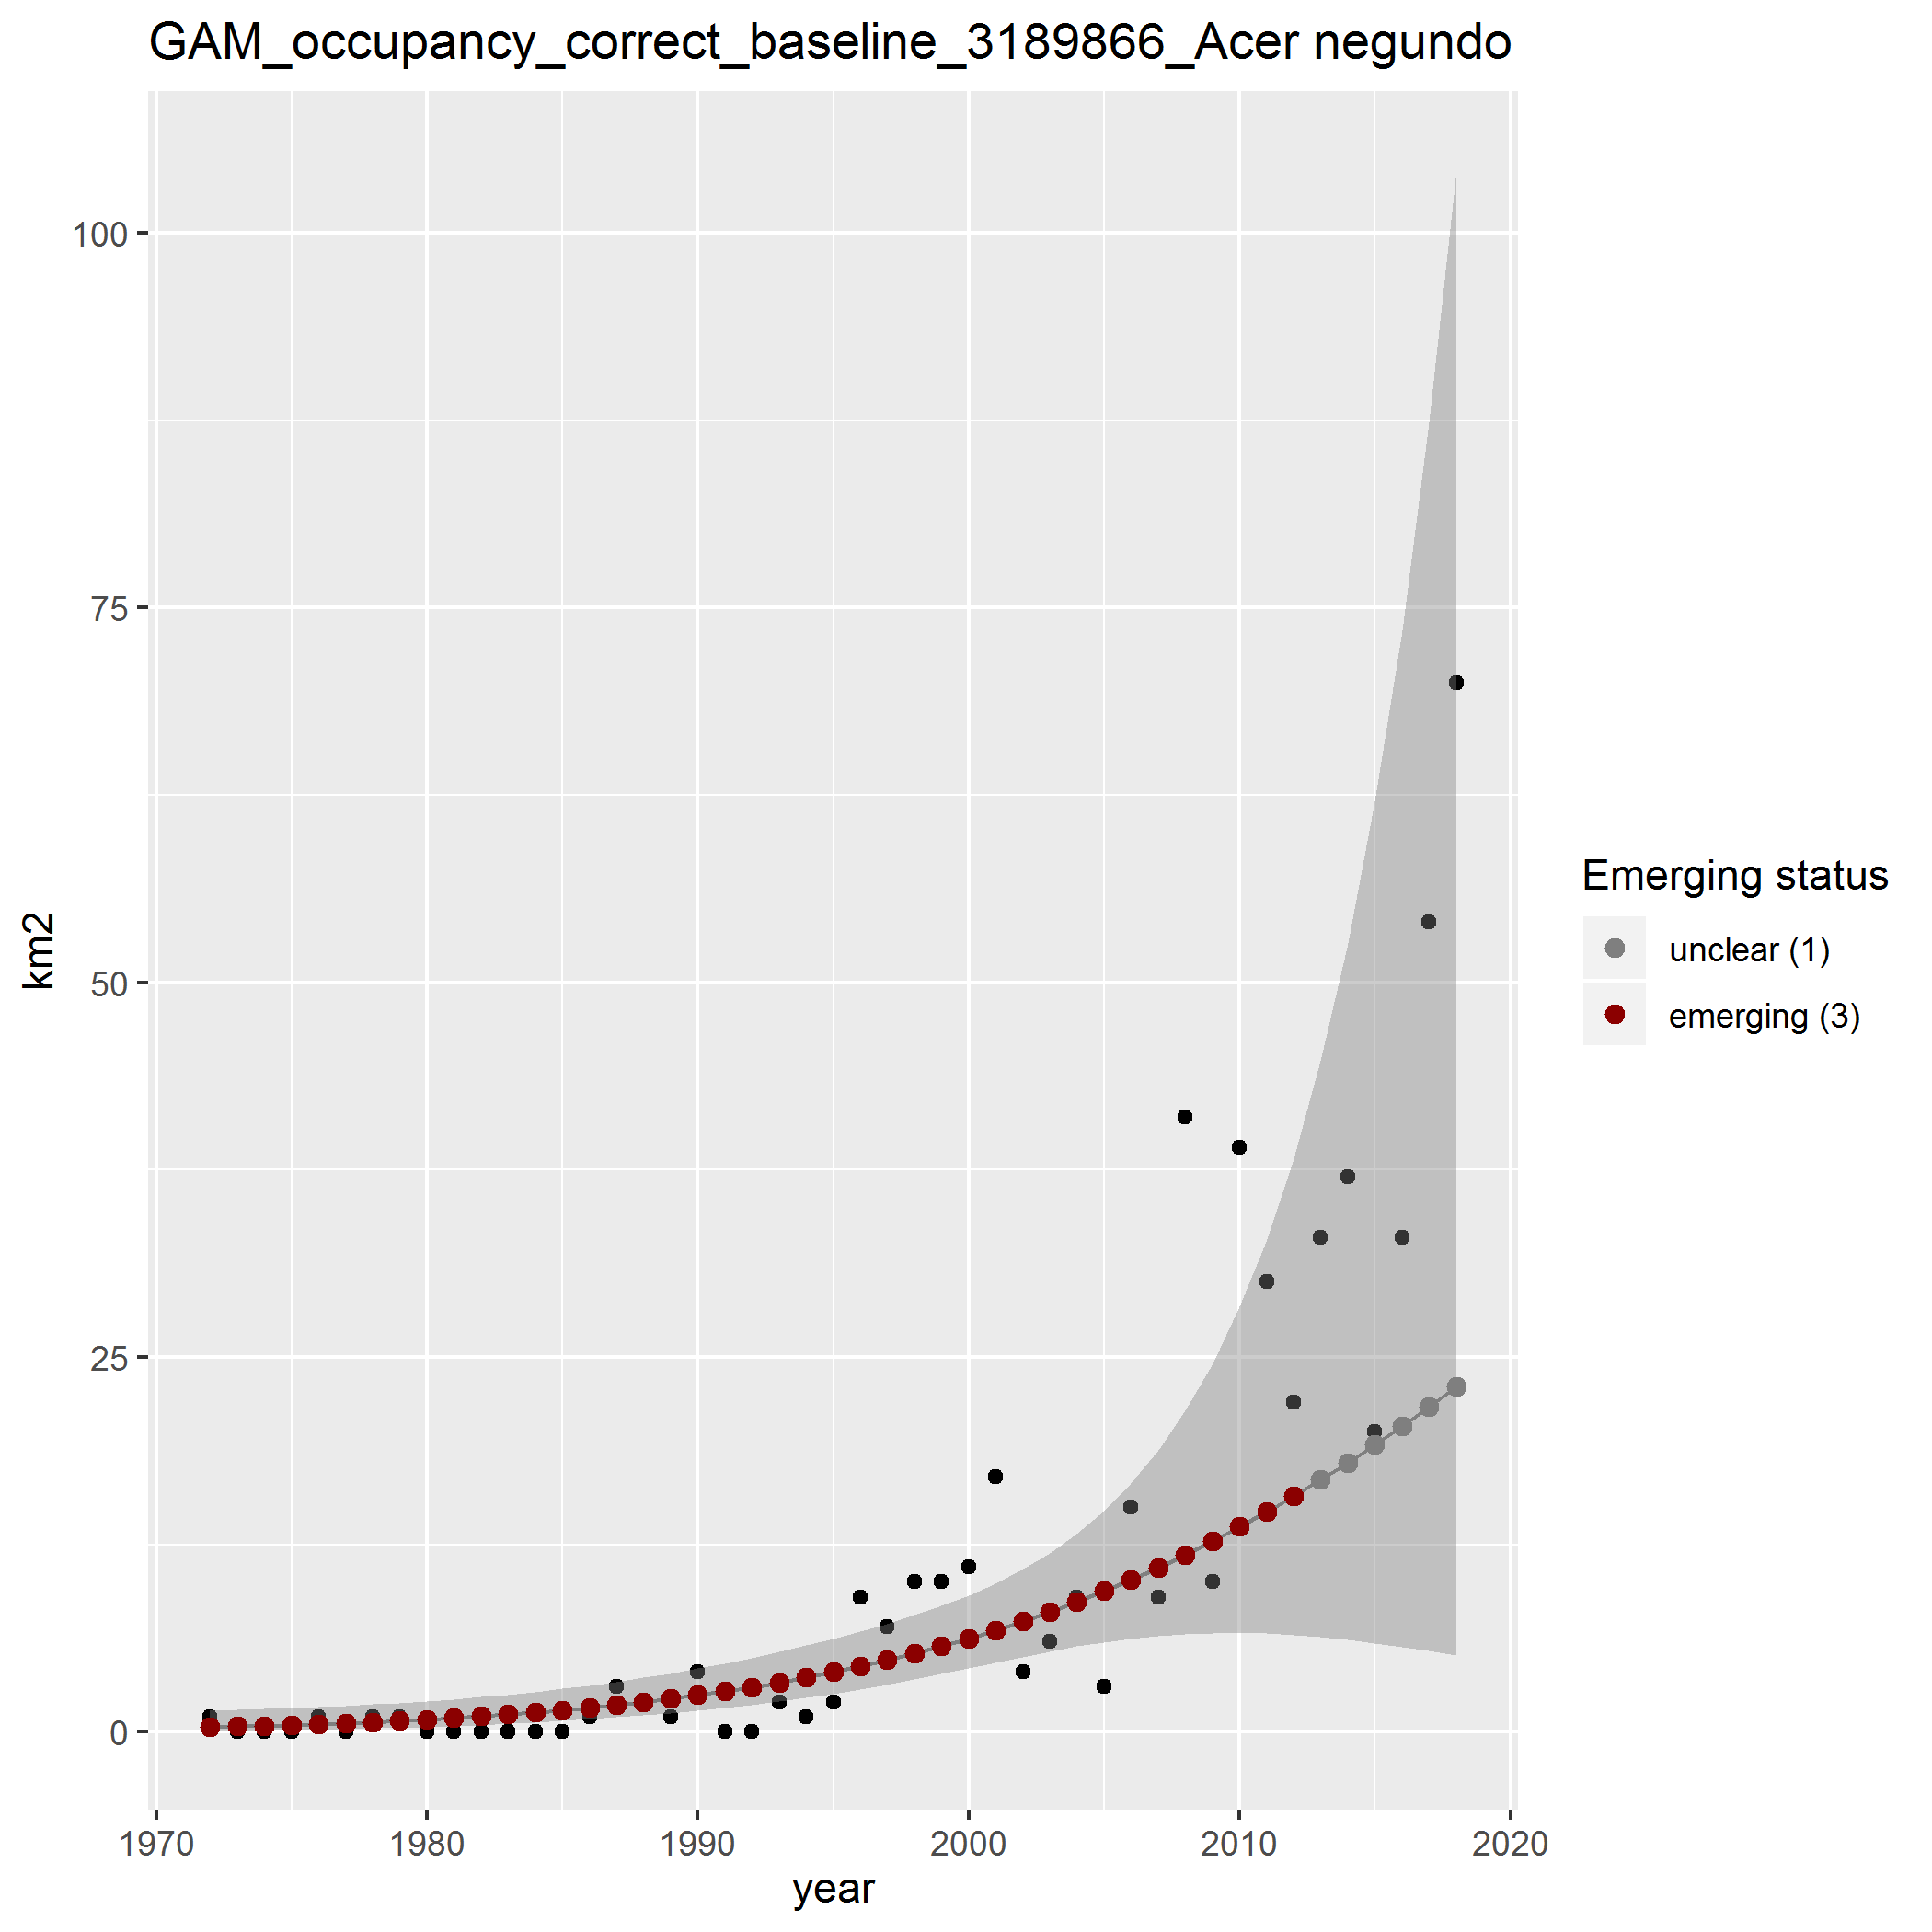 GAM_occupancy_correct_baseline_3189866_Acer negundo
100
75
50
25
0
km2
1970 1980 1990 2000 2010 2020
year
Emerging status
unclear (1)
emerging (3)